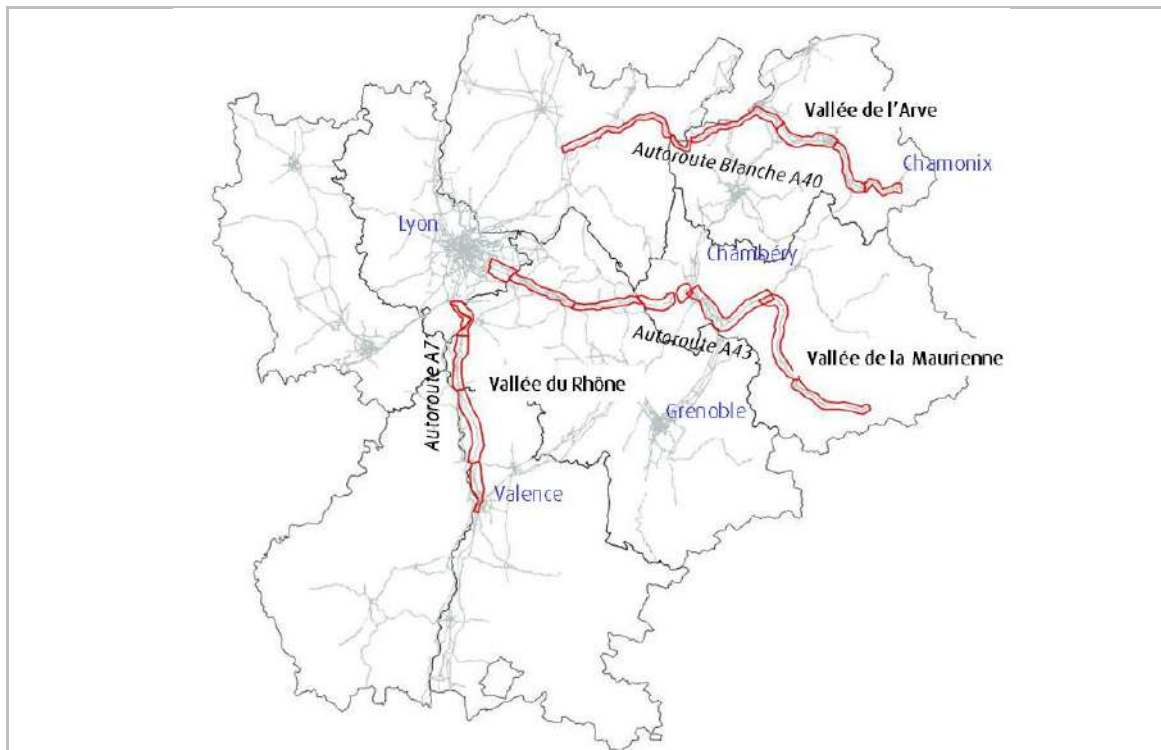 Vallée de l'Arve
Autoroute Blanche A40
Chamonix
Lyon
Chambéry
Autoroute A43
Vallée de la Maurienne
Autoroute A7
Vallée du Rhône
Grenoble
Valence